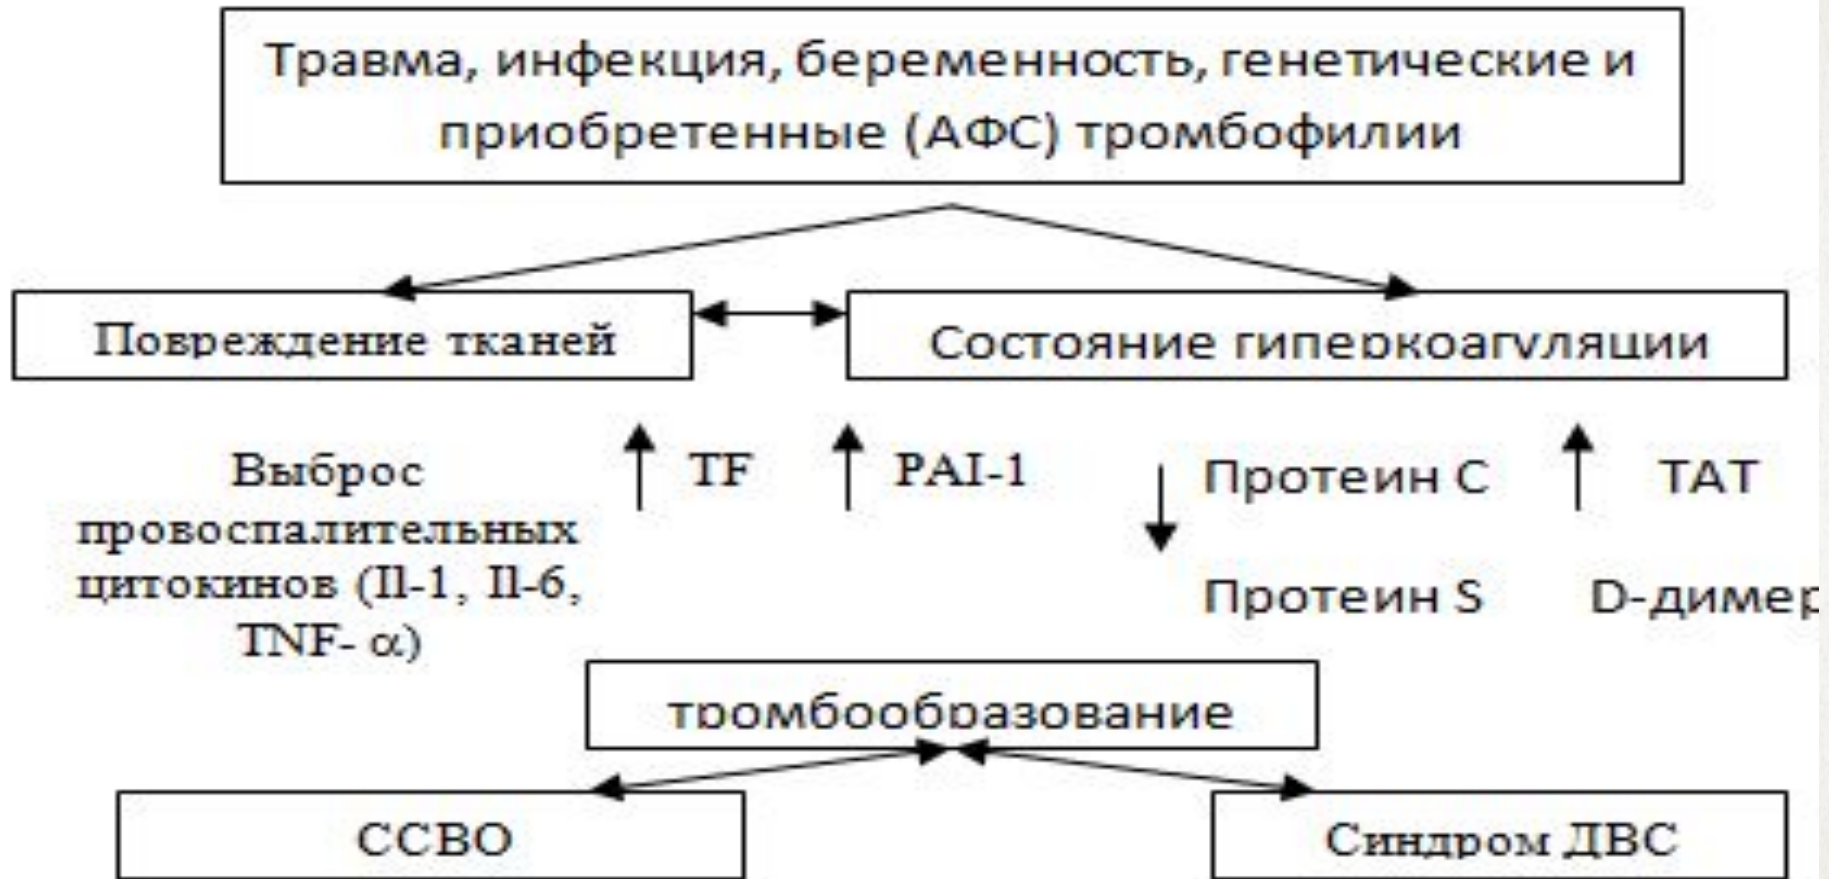 Травма, инфекция, беременность, генетические и
приобретенные (АФС) тромбофилии
Повреждение тканей
Состояние гиперкоагуляции
Выброс
провоспалительных
цитокинов (Il-1, Il-6,
TNF- α)
TF
PAI-1
Протеин С
Протеин S
ТАТ
D-димер
тромбообразование
ССВО
Синдром ДВС